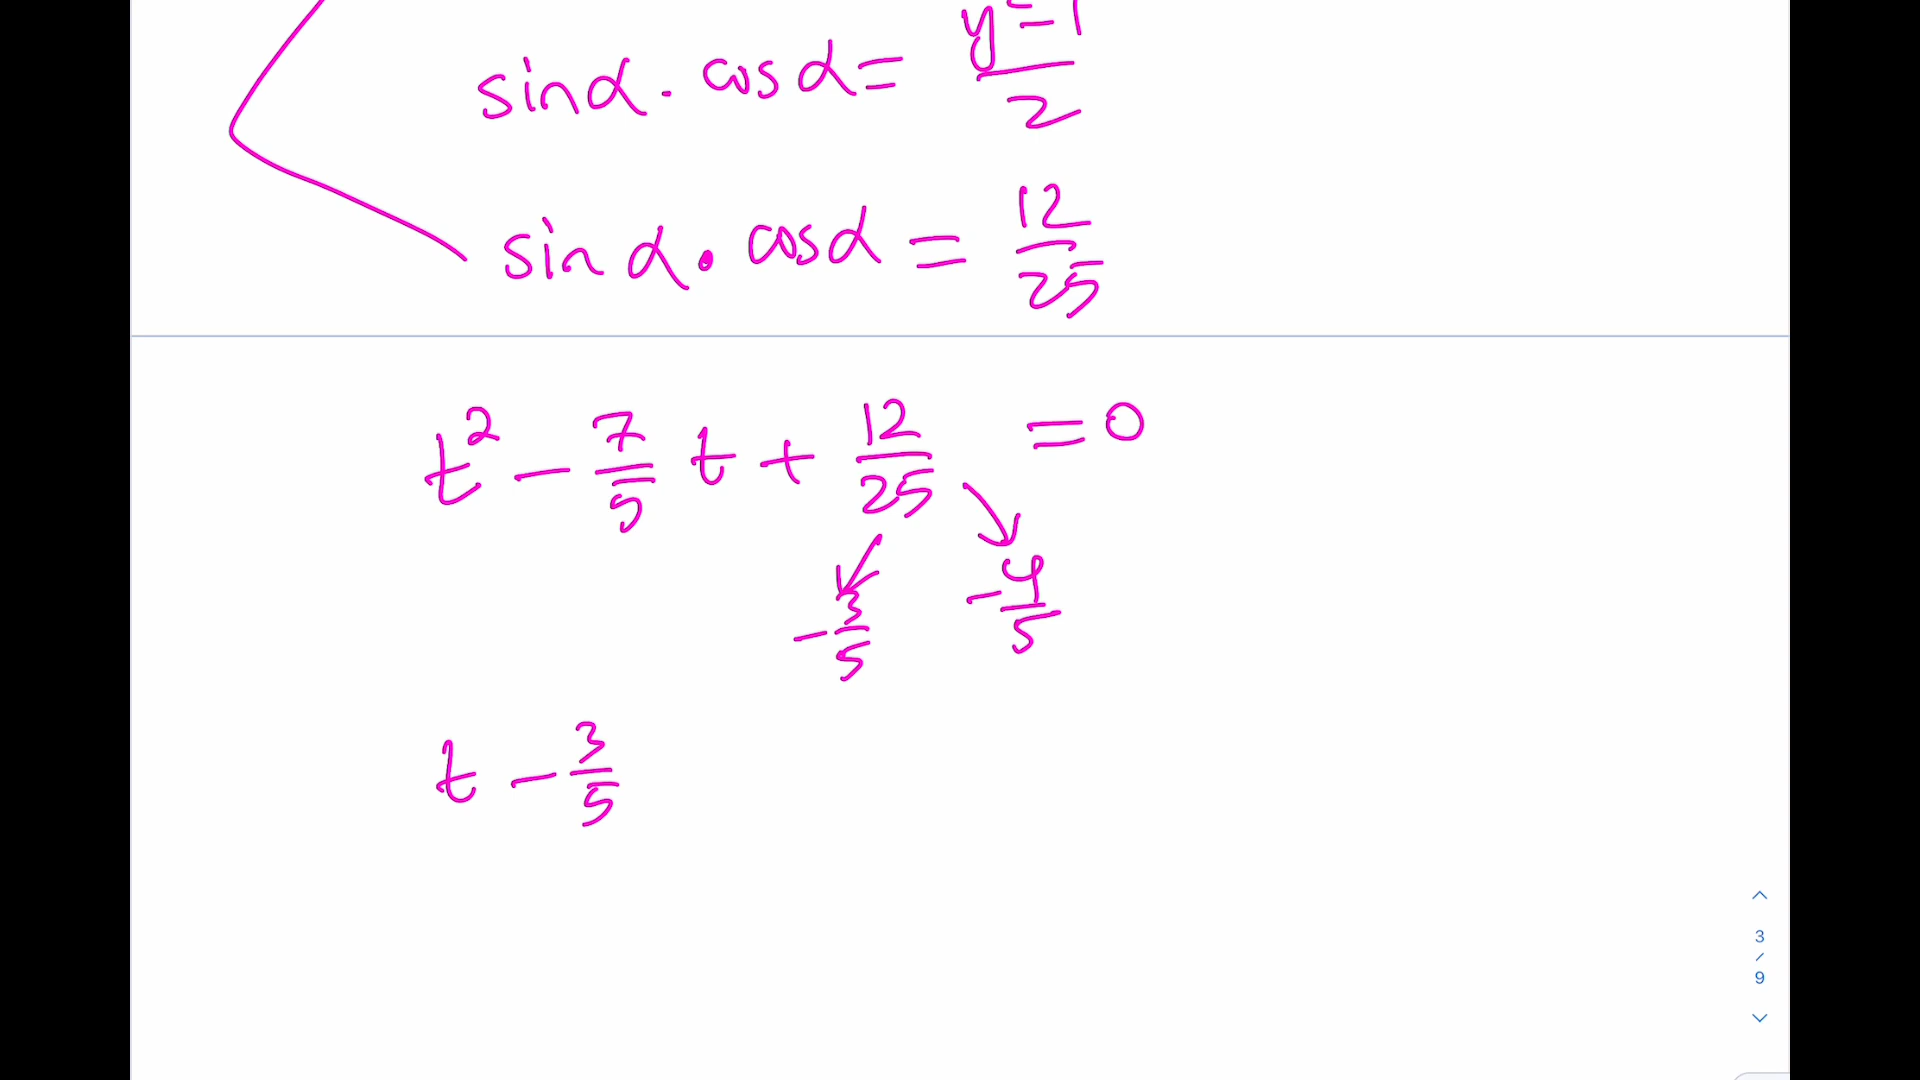 sinα · cosα = (y² - 1)/2
sinα · cosα = 12/25
t² - 7/5 t + 12/25 = 0
-3/5 -4/5
t - 3/5
3
/
9